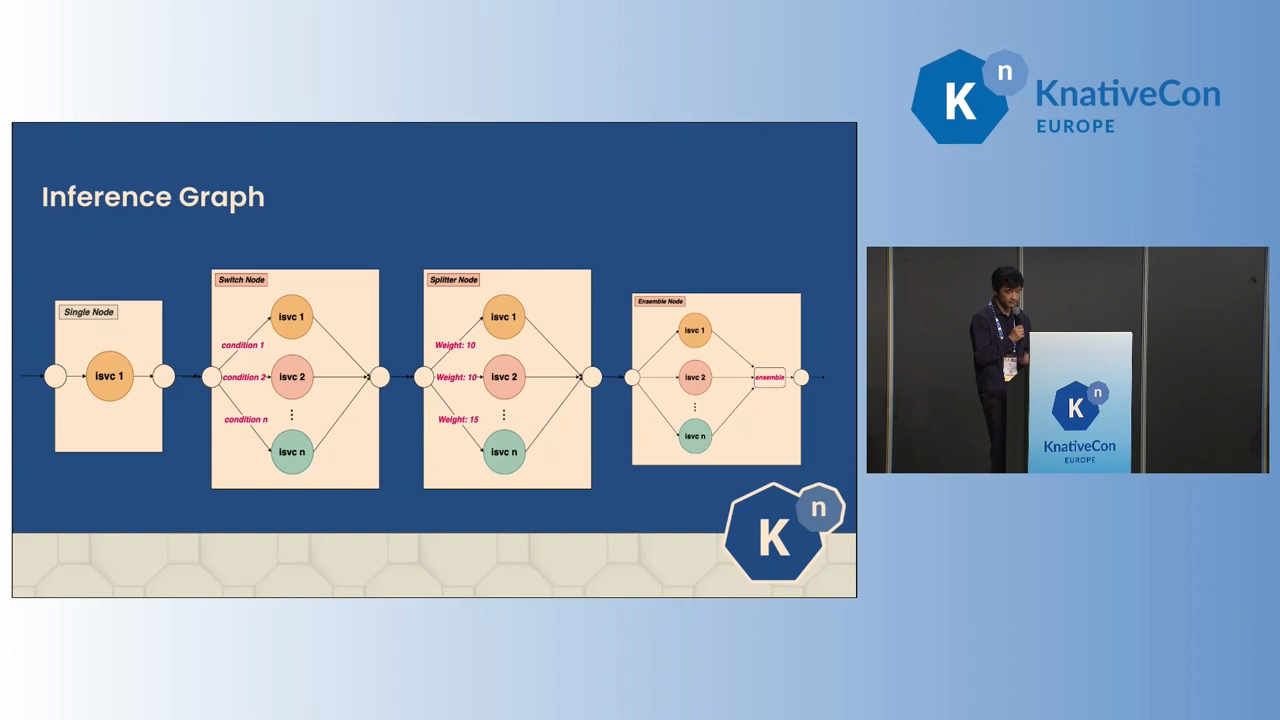 Inference Graph
Single Node
isvc 1
Switch Node
condition 1
condition 2
condition n
isvc 1
isvc 2
isvc n
Splitter Node
Weight: 10
Weight: 10
Weight: 15
isvc 1
isvc 2
isvc n
Ensemble Node
isvc 1
isvc 2
isvc n
ensemble
K n
K n
KnativeCon
EUROPE
K n
KnativeCon
EUROPE